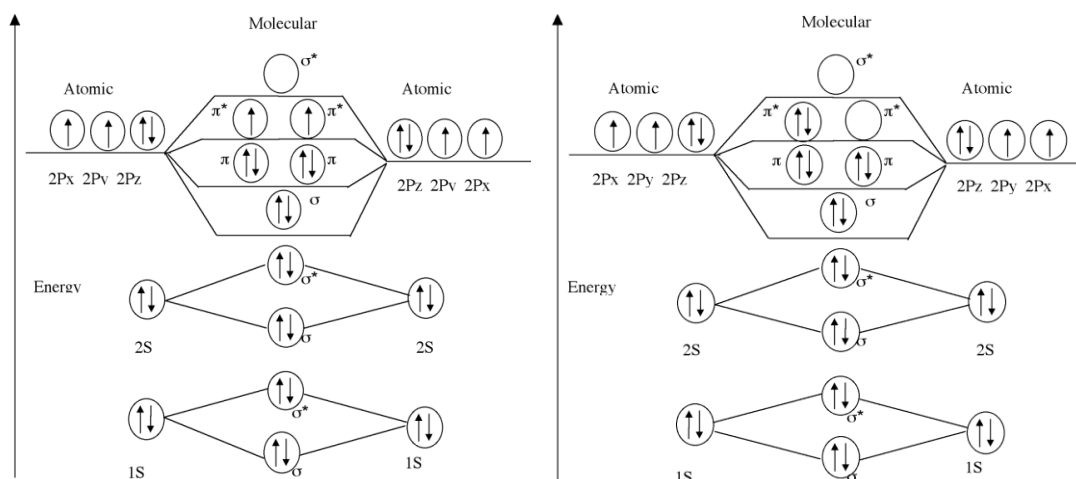 Molecular
σ*
Atomic
π* π*
Atomic
π π
2Px 2Pv 2Pz
2Pz 2Pv 2Px
σ
σ*
Energy
σ
2S 2S
σ*
1S 1S
σ
Molecular
σ*
Atomic
π* π*
Atomic
π π
2Px 2Py 2Pz
2Pz 2Py 2Px
σ
σ*
Energy
σ
2S 2S
σ*
1S 1S
σ